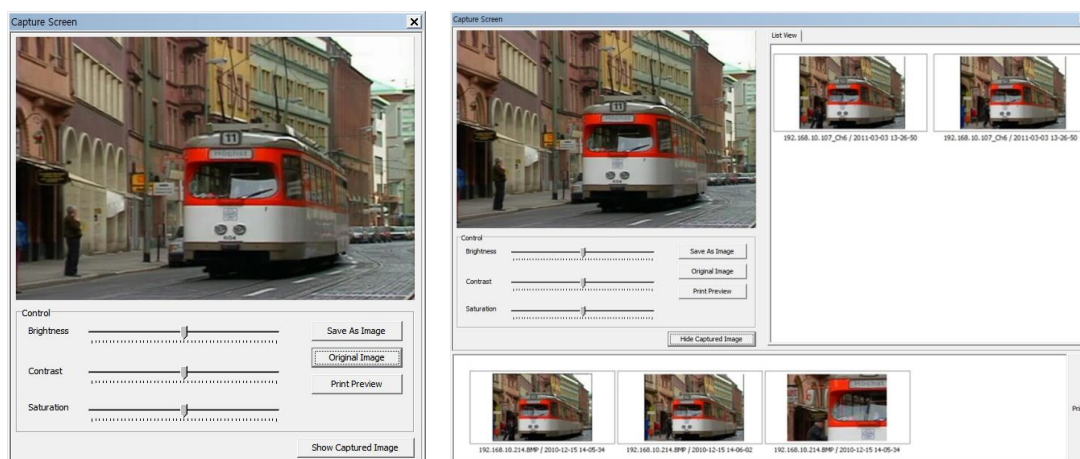 Capture Screen
11
Control
Brightness
Save As Image
Original Image
Contrast
Print Preview
Saturation
Show Captured Image
Capture Screen
11
Control
Brightness
Save As Image
Original Image
Contrast
Print Preview
Saturation
Hide Captured Image
List View
192.168.10.107_Ch6 / 2011-03-03 13-26-50
192.168.10.107_Ch6 / 2011-03-03 13-26-50
192.168.10.214.BMP / 2010-12-15 14-05-34
192.168.10.214.BMP / 2010-12-15 14-06-02
192.168.10.214.BMP / 2010-12-15 14-05-34